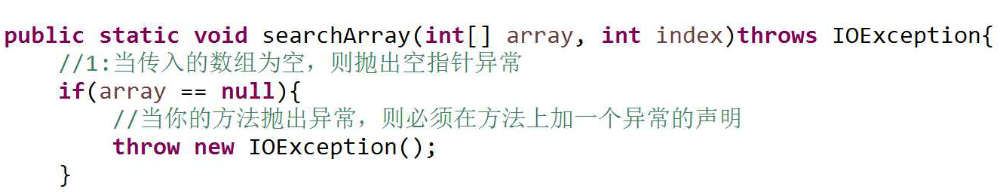 public static void searchArray(int[] array, int index)throws IOException{
//1:当传入的数组为空，则抛出空指针异常
if(array == null){
//当你的方法抛出异常，则必须在方法上加一个异常的声明
throw new IOException();
}